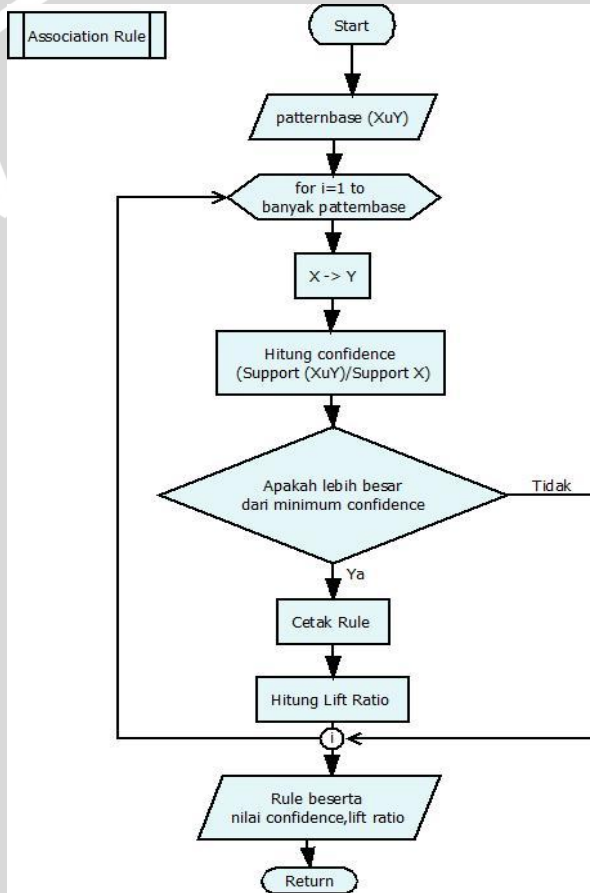 Association Rule
Start
patternbase (XuY)
for i=1 to
banyak patternbase
X -> Y
Hitung confidence
(Support (XuY)/Support X)
Apakah lebih besar
dari minimum confidence
Tidak
Ya
Cetak Rule
Hitung Lift Ratio
i
Rule beserta
nilai confidence,lift ratio
Return